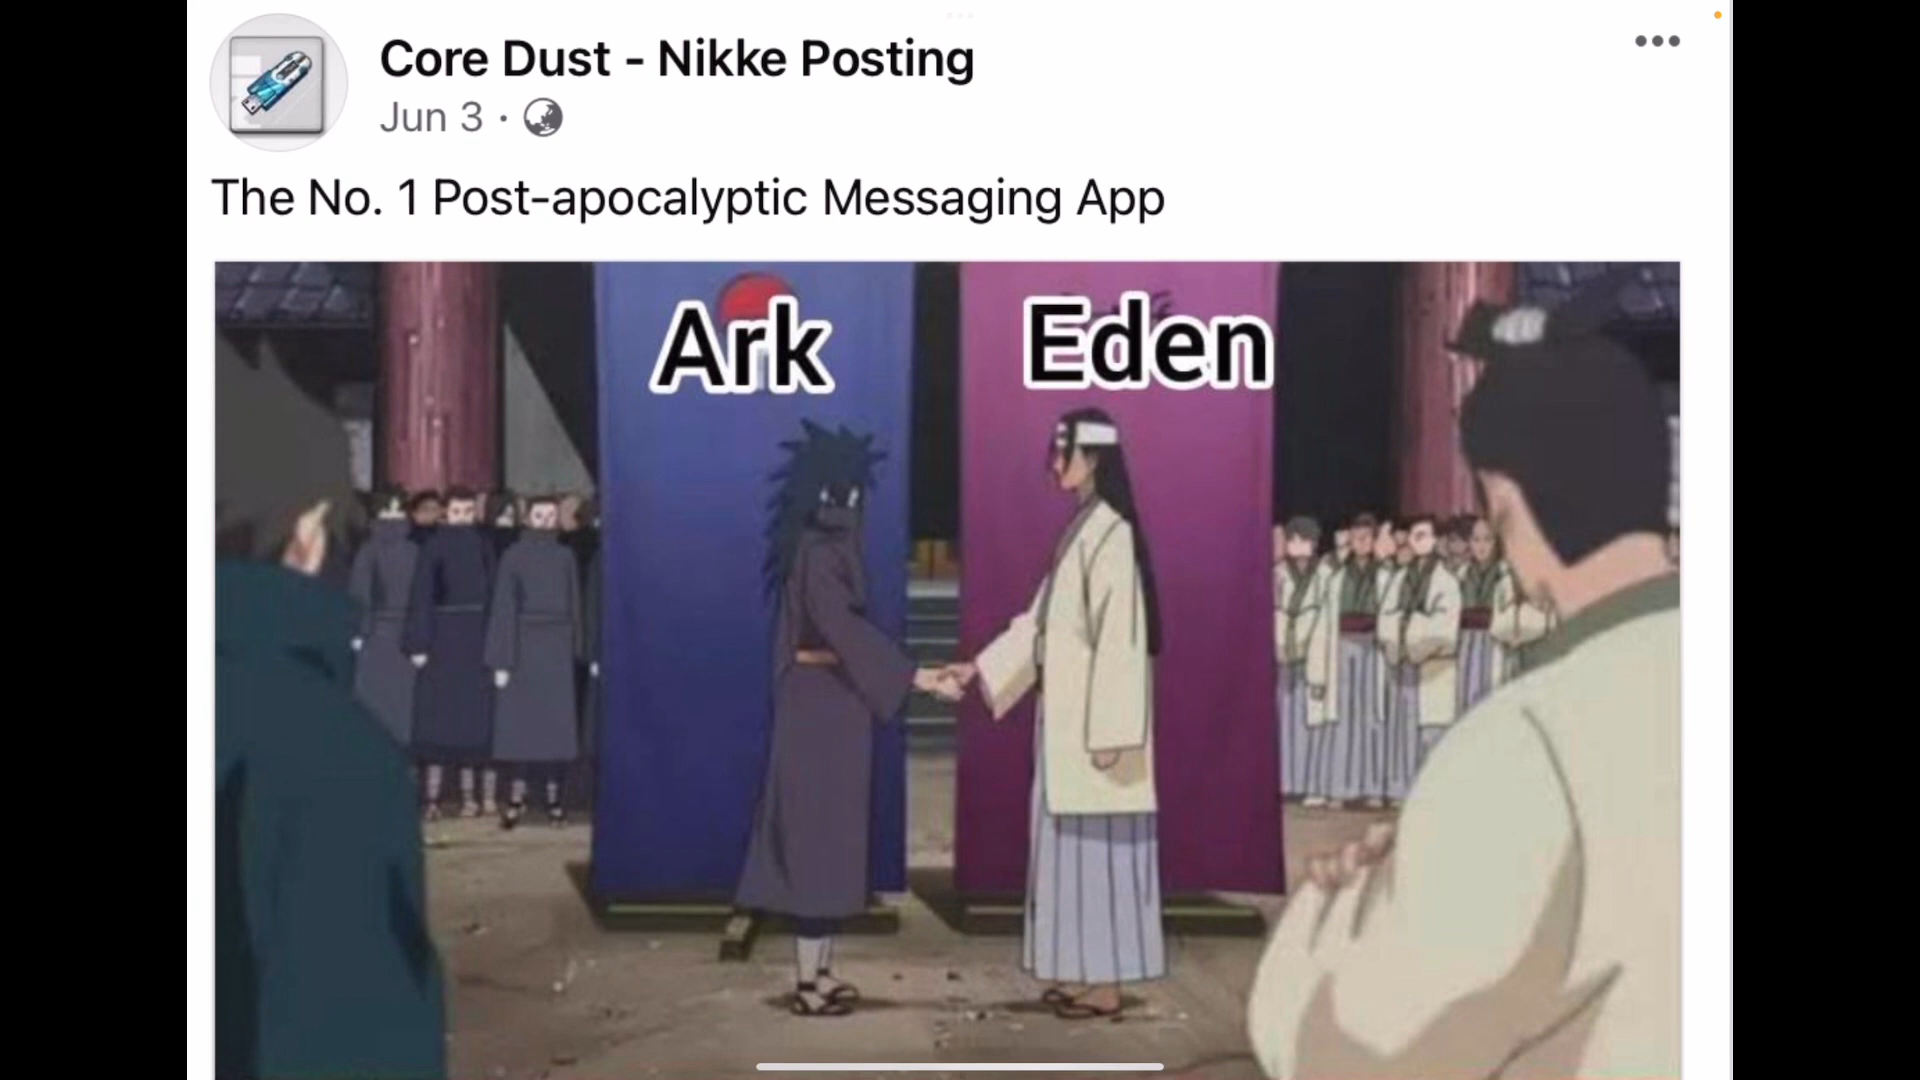 Core Dust - Nikke Posting
Jun 3 ·
The No. 1 Post-apocalyptic Messaging App
Ark
Eden